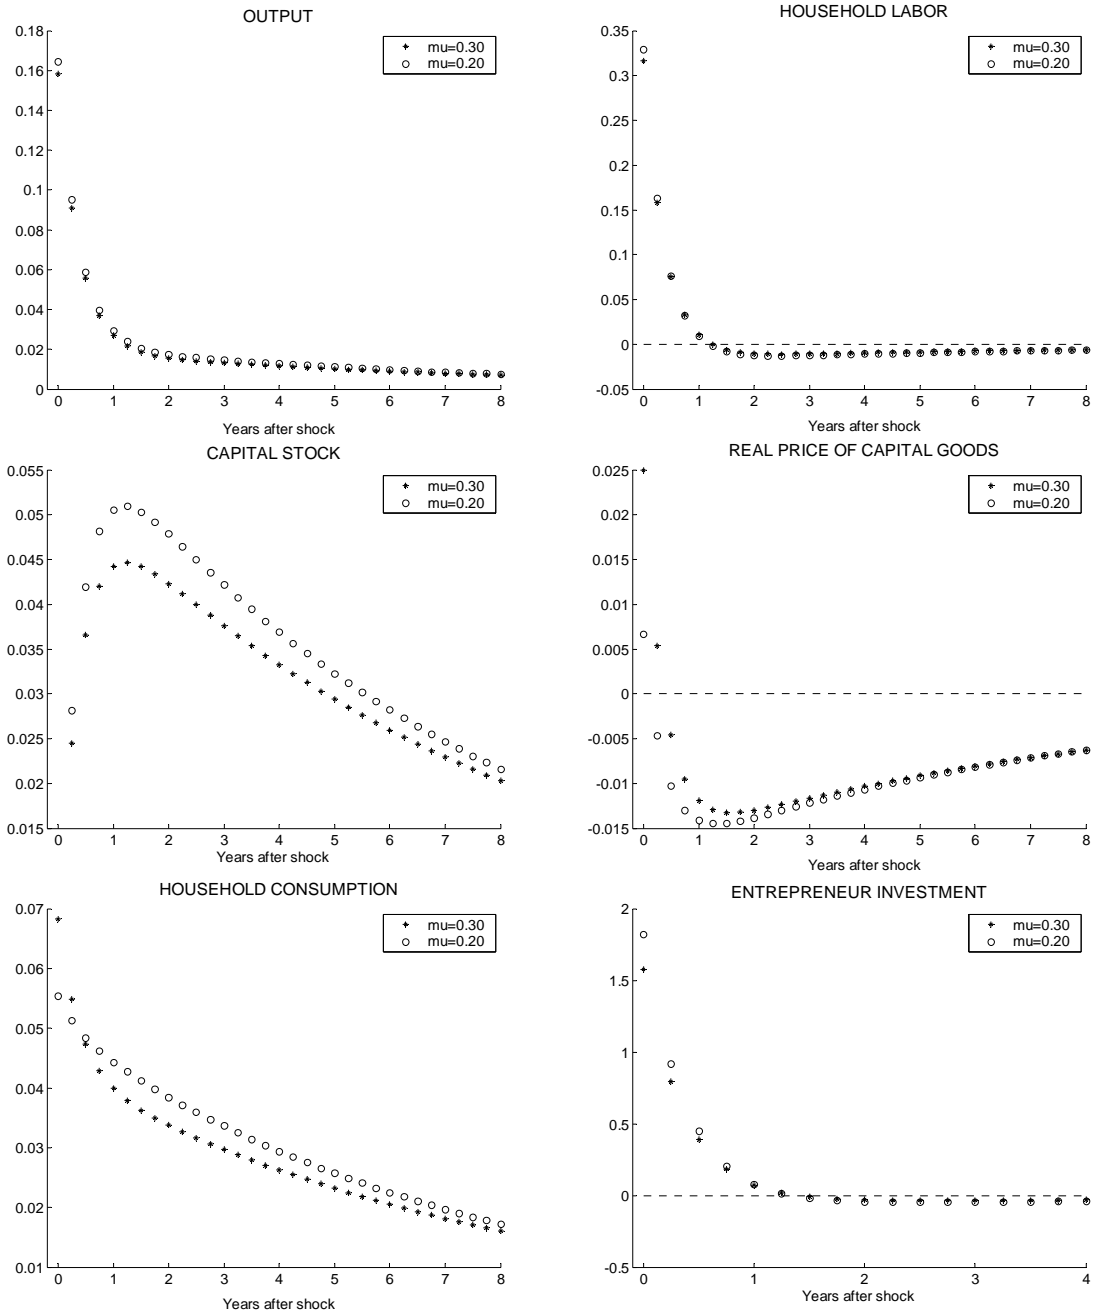 OUTPUT
0.18
0.16
0.14
0.12
0.1
0.08
0.06
0.04
0.02
0
mu=0.30
mu=0.20
0 1 2 3 4 5 6 7 8
Years after shock
HOUSEHOLD LABOR
0.35
0.3
0.25
0.2
0.15
0.1
0.05
0
-0.05
mu=0.30
mu=0.20
0 1 2 3 4 5 6 7 8
Years after shock
CAPITAL STOCK
0.055
0.05
0.045
0.04
0.035
0.03
0.025
0.02
0.015
mu=0.30
mu=0.20
0 1 2 3 4 5 6 7 8
Years after shock
REAL PRICE OF CAPITAL GOODS
0.025
0.02
0.015
0.01
0.005
0
-0.005
-0.01
-0.015
mu=0.30
mu=0.20
0 1 2 3 4 5 6 7 8
Years after shock
HOUSEHOLD CONSUMPTION
0.07
0.06
0.05
0.04
0.03
0.02
0.01
mu=0.30
mu=0.20
0 1 2 3 4 5 6 7 8
Years after shock
ENTREPRENEUR INVESTMENT
2
1.5
1
0.5
0
-0.5
mu=0.30
mu=0.20
0 1 2 3 4
Years after shock